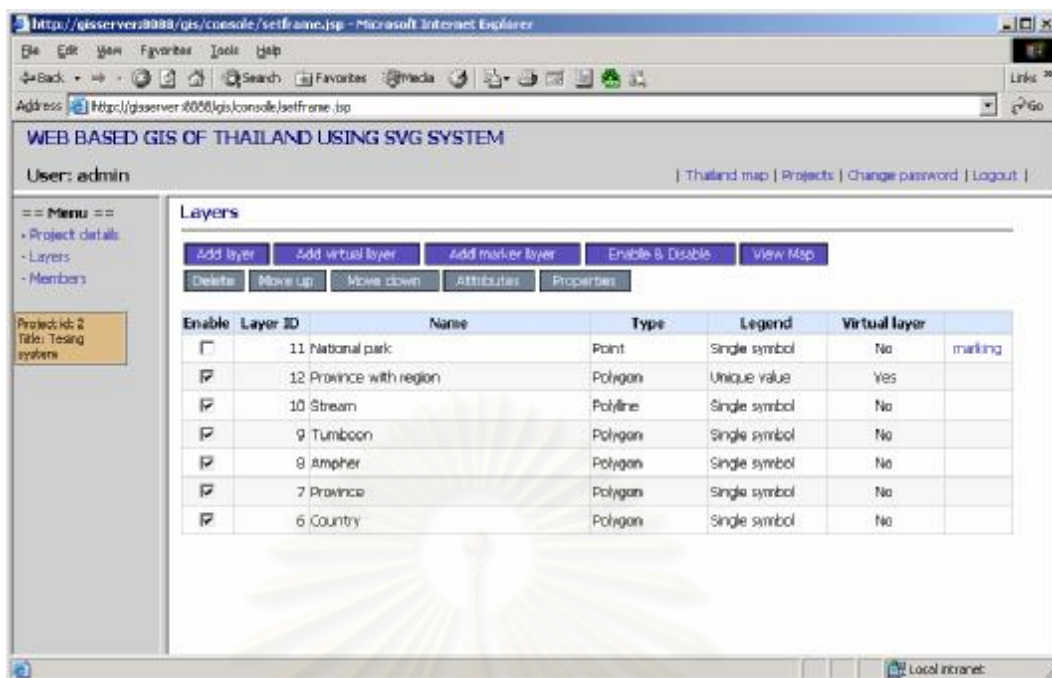 http://gisserver:8088/gis/console/setframe.jsp - Microsoft Internet Explorer
File Edit View Favorites Tools Help
Back Search Favorites Media Links »
Address http://gisserver:8088/gis/console/setframe.jsp Go
WEB BASED GIS OF THAILAND USING SVG SYSTEM
User: admin
| Thailand map | Projects | Change password | Logout |
== Menu ==
- Project details
- Layers
- Members
Project id: 2
Title: Tesing
system
Layers
Add layer Add virtual layer Add marker layer Enable & Disable View Map
Delete Move up Move down Attributes Properties
Enable Layer ID Name Type Legend Virtual layer
11 National park Point Single symbol No marking
12 Province with region Polygon Unique value Yes
10 Stream Polyline Single symbol No
9 Tumboon Polygon Single symbol No
8 Ampher Polygon Single symbol No
7 Province Polygon Single symbol No
6 Country Polygon Single symbol No
Local intranet